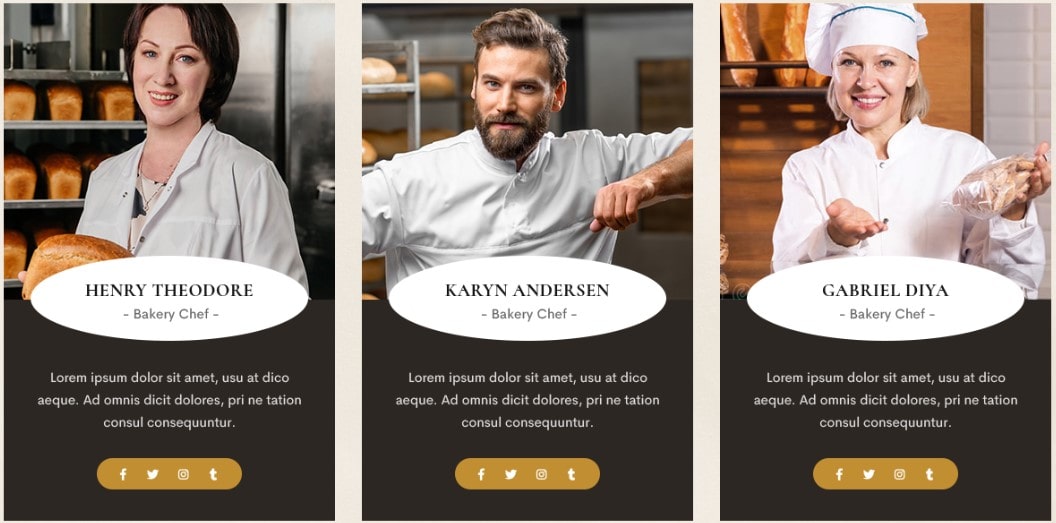 HENRY THEODORE
- Bakery Chef -
Lorem ipsum dolor sit amet, usu at dico
aeque. Ad omnis dicit dolores, pri ne tation
consul consequuntur.
KARYN ANDERSEN
- Bakery Chef -
Lorem ipsum dolor sit amet, usu at dico
aeque. Ad omnis dicit dolores, pri ne tation
consul consequuntur.
GABRIEL DIYA
- Bakery Chef -
Lorem ipsum dolor sit amet, usu at dico
aeque. Ad omnis dicit dolores, pri ne tation
consul consequuntur.